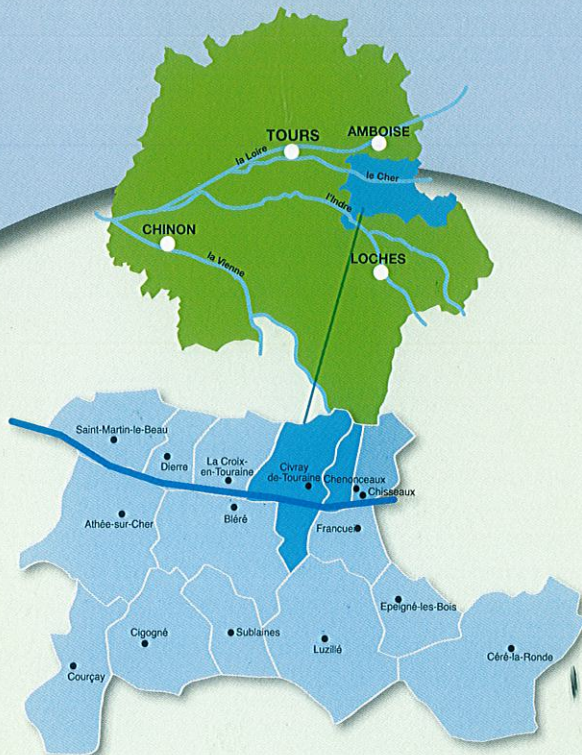 TOURS
AMBOISE
la Loire
le Cher
l'Indre
CHINON
la Vienne
LOCHES
Saint-Martin-le-Beau
Dierre
La Croix-
en-Touraine
Civray
de-Touraine
Chenonceaux
Chisseaux
Athée-sur-Cher
Bléré
Francueil
Epeigné-les-Bois
Cigogné
Sublaines
Luzillé
Céré-la-Ronde
Courçay